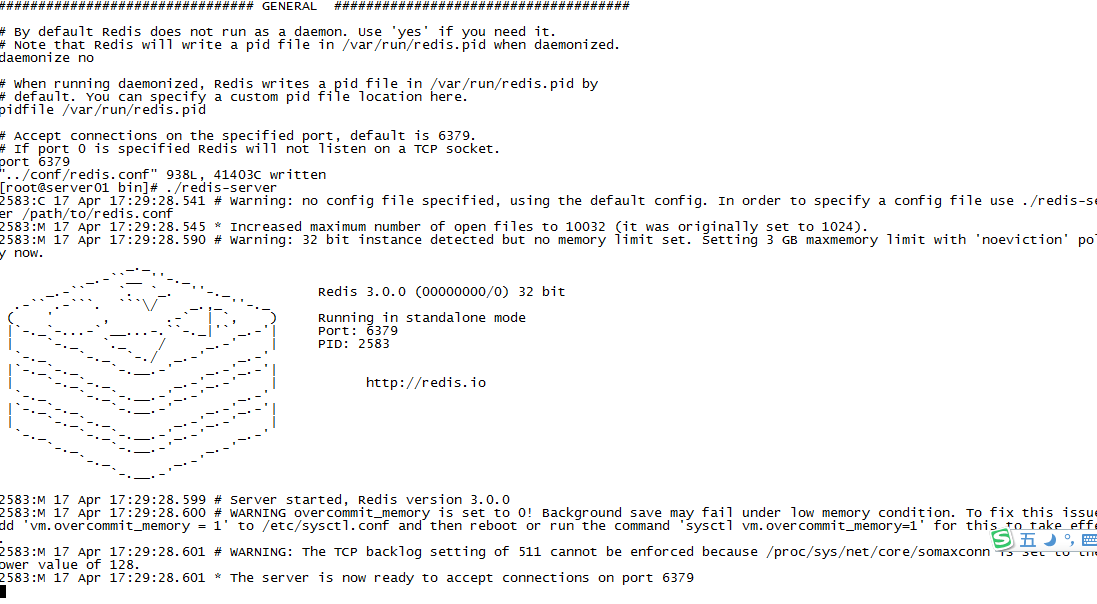 ############################### GENERAL  ####################################
# By default Redis does not run as a daemon. Use 'yes' if you need it.
# Note that Redis will write a pid file in /var/run/redis.pid when daemonized.
daemonize no
# When running daemonized, Redis writes a pid file in /var/run/redis.pid by
# default. You can specify a custom pid file location here.
pidfile /var/run/redis.pid
# Accept connections on the specified port, default is 6379.
# If port 0 is specified Redis will not listen on a TCP socket.
port 6379
"../conf/redis.conf" 938L, 41403C written
[root@server01 bin]# ./redis-server
2583:C 17 Apr 17:29:28.541 # Warning: no config file specified, using the default config. In order to specify a config file use ./redis-se
er /path/to/redis.conf
2583:M 17 Apr 17:29:28.545 * Increased maximum number of open files to 10032 (it was originally set to 1024).
2583:M 17 Apr 17:29:28.590 # Warning: 32 bit instance detected but no memory limit set. Setting 3 GB maxmemory limit with 'noeviction' pol
y now.
Redis 3.0.0 (00000000/0) 32 bit
Running in standalone mode
Port: 6379
PID: 2583
http://redis.io
2583:M 17 Apr 17:29:28.599 # Server started, Redis version 3.0.0
2583:M 17 Apr 17:29:28.600 # WARNING overcommit_memory is set to 0! Background save may fail under low memory condition. To fix this issue
dd 'vm.overcommit_memory = 1' to /etc/sysctl.conf and then reboot or run the command 'sysctl vm.overcommit_memory=1' for this to take effe
.
2583:M 17 Apr 17:29:28.601 # WARNING: The TCP backlog setting of 511 cannot be enforced because /proc/sys/net/core/somaxconn is set to the
ower value of 128.
2583:M 17 Apr 17:29:28.601 * The server is now ready to accept connections on port 6379
S 五